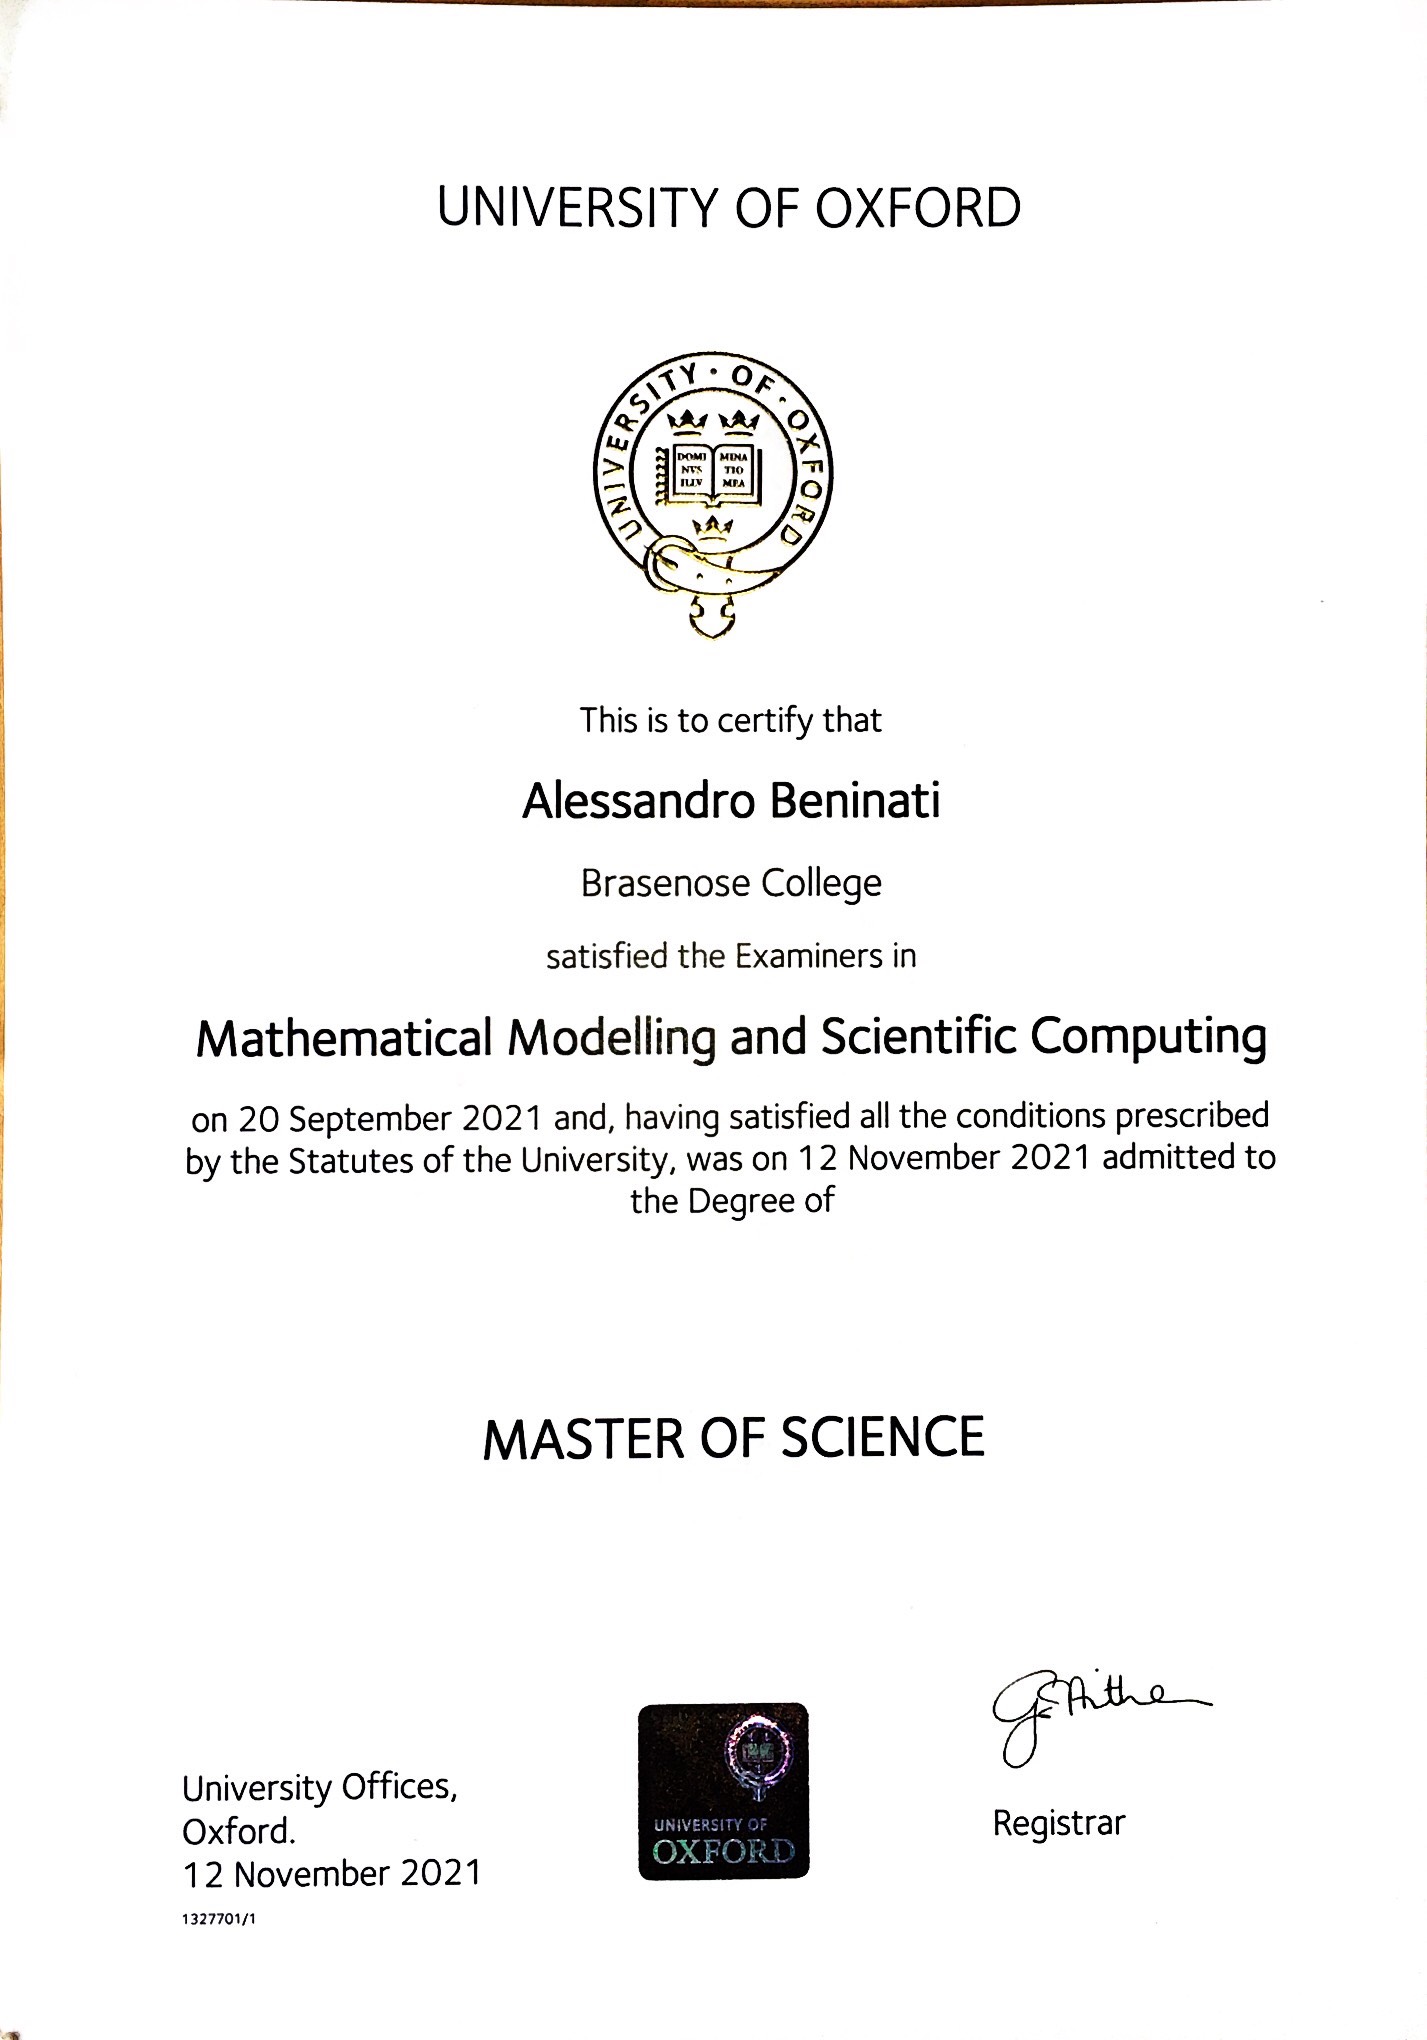 UNIVERSITY OF OXFORD
UNIVERSITY · OF · OXFORD
DOMI MINA
NVS TIO
ILLV MEA
This is to certify that
Alessandro Beninati
Brasenose College
satisfied the Examiners in
Mathematical Modelling and Scientific Computing
on 20 September 2021 and, having satisfied all the conditions prescribed
by the Statutes of the University, was on 12 November 2021 admitted to
the Degree of
MASTER OF SCIENCE
University Offices,
Oxford.
12 November 2021
1327701/1
UNIVERSITY OF
OXFORD
Registrar